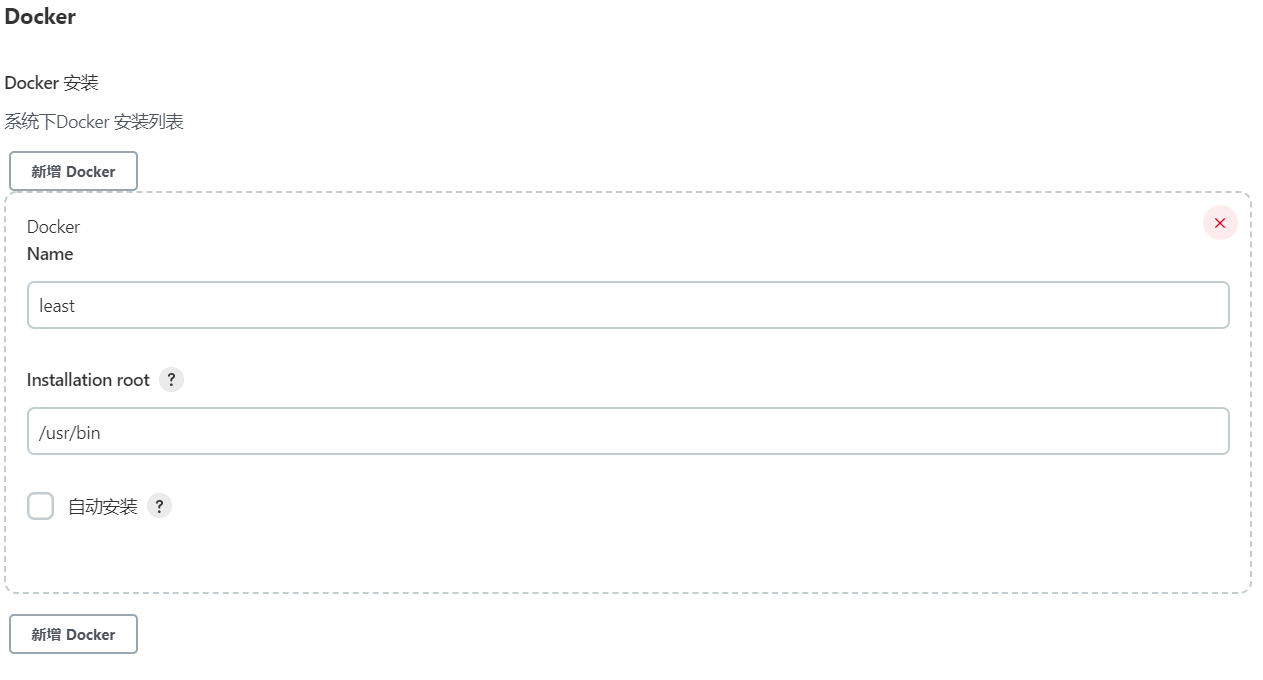 Docker
Docker 安装
系统下Docker 安装列表
新增 Docker
Docker
Name
least
Installation root ?
/usr/bin
自动安装 ?
新增 Docker